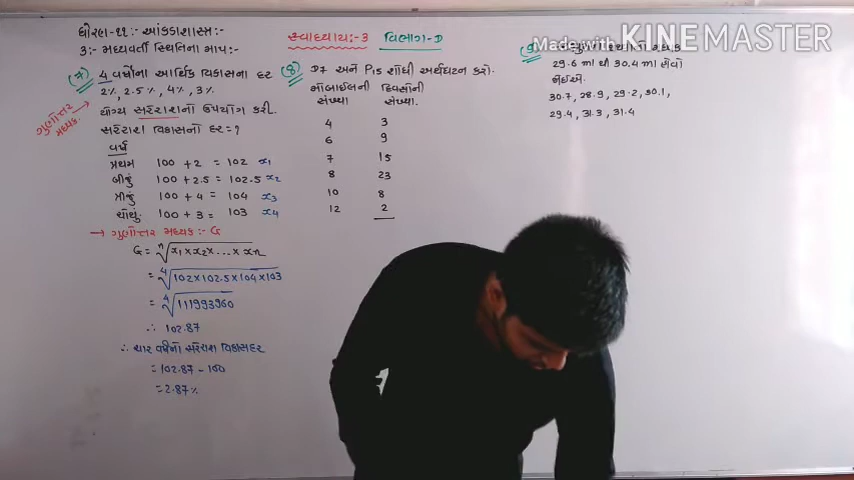 ધોરણ-૧૧:- આંકડાશાસ્ત્ર:-
૩:- મધ્યવર્તી સ્થિતિના માપ:-
સ્વાધ્યાય:-૩ વિભાગ-D
(૭) 4 વર્ષોના આર્થિક વિકાસના દર
2%, 2.5%, 4%, 3%
ગુણોત્તર
મધ્યક.
યોગ્ય સરેરાશનો ઉપયોગ કરી.
સરેરાશ વિકાસનો દર = ?
વર્ષ
પ્રથમ 100 + 2 = 102 x1
બીજું 100 + 2.5 = 102.5 x2
ત્રીજું 100 + 4 = 104 x3
ચોથું 100 + 3 = 103 x4
→ ગુણોત્તર મધ્યક :- G
G = ⁿ√x1 × x2 × ... × xn
= ⁴√102×102.5×104×103
= ⁴√111993960
∴ 102.87
∴ ચાર વર્ષનો સરેરાશ વિકાસદર
= 102.87 - 100
= 2.87%
(૮) D7 અને P15 શોધી અર્થઘટન કરો.
મોબાઈલની દિવસોની
સંખ્યા સંખ્યા.
4 3
6 9
7 15
8 23
10 8
12 2
29.6 મા થી 30.4 મા
જોઈએ.
30.7, 28.9, 29.2, 30.1,
29.4, 31.3, 31.4
Made with KINEMASTER